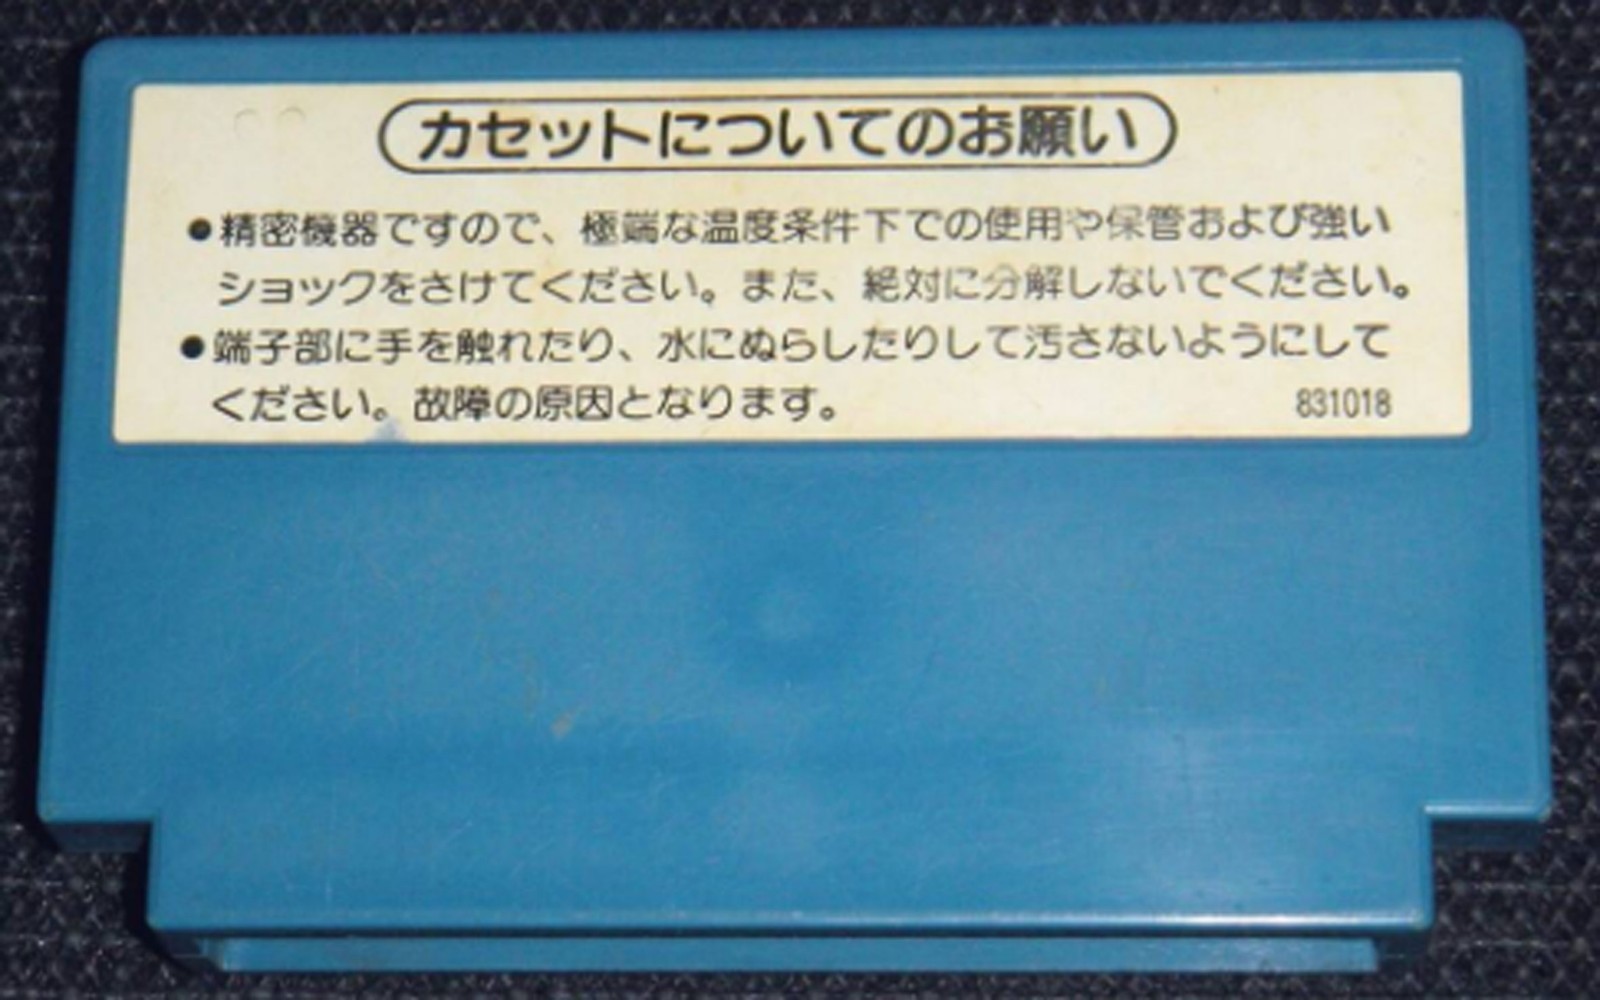 カセットについてのお願い
●精密機器ですので、極端な温度条件下での使用や保管および強い
ショックをさけてください。また、絶対に分解しないでください。
●端子部に手を触れたり、水にぬらしたりして汚さないようにして
ください。故障の原因となります。
831018